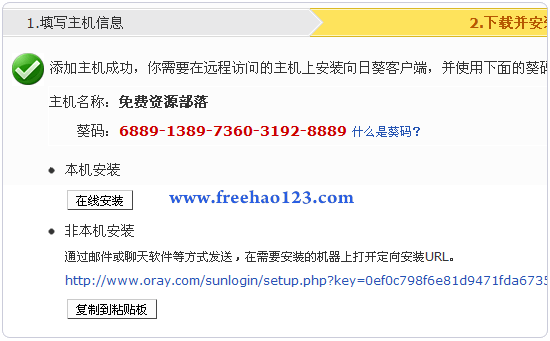 1.填写主机信息
2.下载并安
添加主机成功，你需要在远程访问的主机上安装向日葵客户端，并使用下面的葵码
主机名称：免费资源部落
葵码：6889-1389-7360-3192-8889 什么是葵码？
本机安装
在线安装
www.freehao123.com
非本机安装
通过邮件或聊天软件等方式发送，在需要安装的机器上打开定向安装URL。
http://www.oray.com/sunlogin/setup.php?key=0ef0c798f6e81d9471fda6735
复制到粘贴板